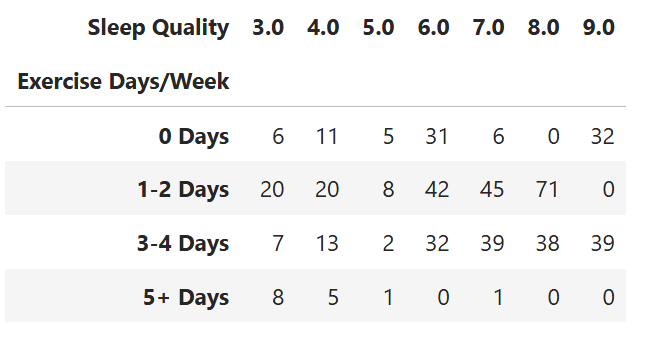 Sleep Quality 3.0 4.0 5.0 6.0 7.0 8.0 9.0
Exercise Days/Week
0 Days 6 11 5 31 6 0 32
1-2 Days 20 20 8 42 45 71 0
3-4 Days 7 13 2 32 39 38 39
5+ Days 8 5 1 0 1 0 0